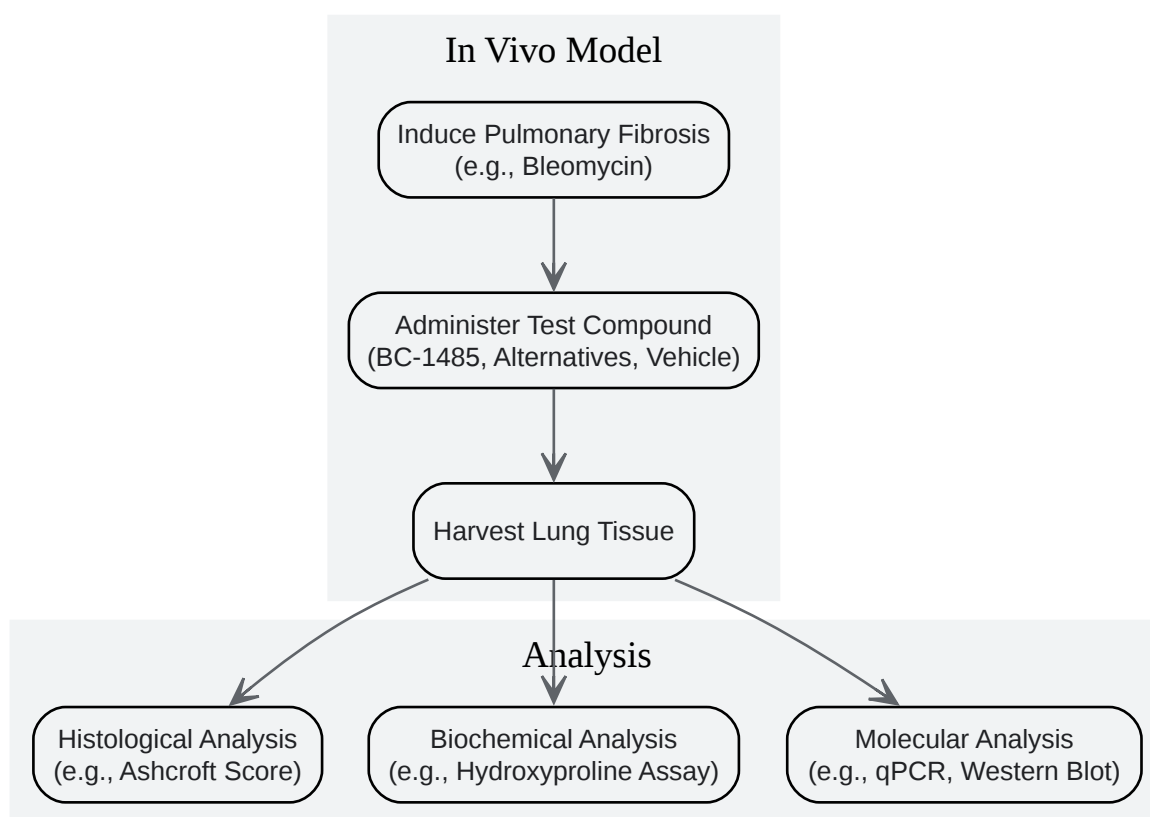 In Vivo Model
Induce Pulmonary Fibrosis
(e.g., Bleomycin)
Administer Test Compound
(BC-1485, Alternatives, Vehicle)
Harvest Lung Tissue
Analysis
Histological Analysis
(e.g., Ashcroft Score)
Biochemical Analysis
(e.g., Hydroxyproline Assay)
Molecular Analysis
(e.g., qPCR, Western Blot)